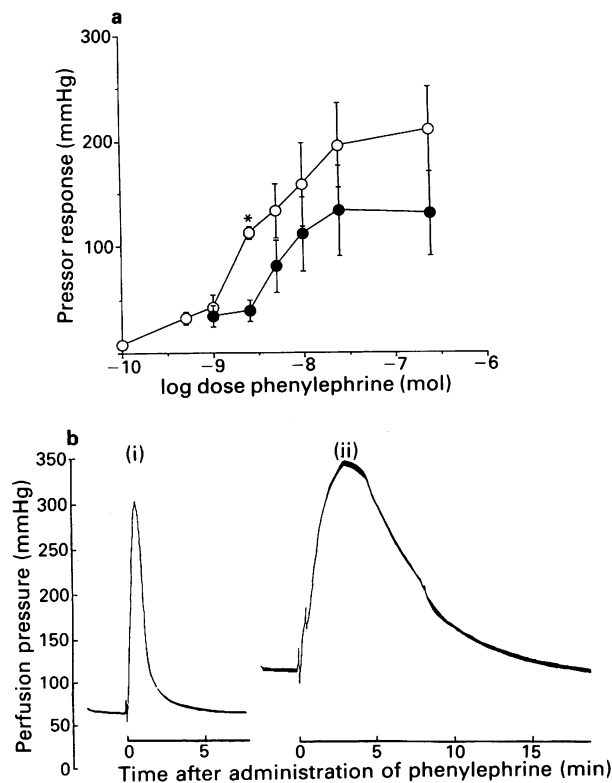 a
300
200
100
Pressor response (mmHg)
*
−10 −9 −8 −7 −6
log dose phenylephrine (mol)
b
(i) (ii)
350
300
250
200
150
100
50
0
Perfusion pressure (mmHg)
0 5 0 5 10 15
Time after administration of phenylephrine (min)